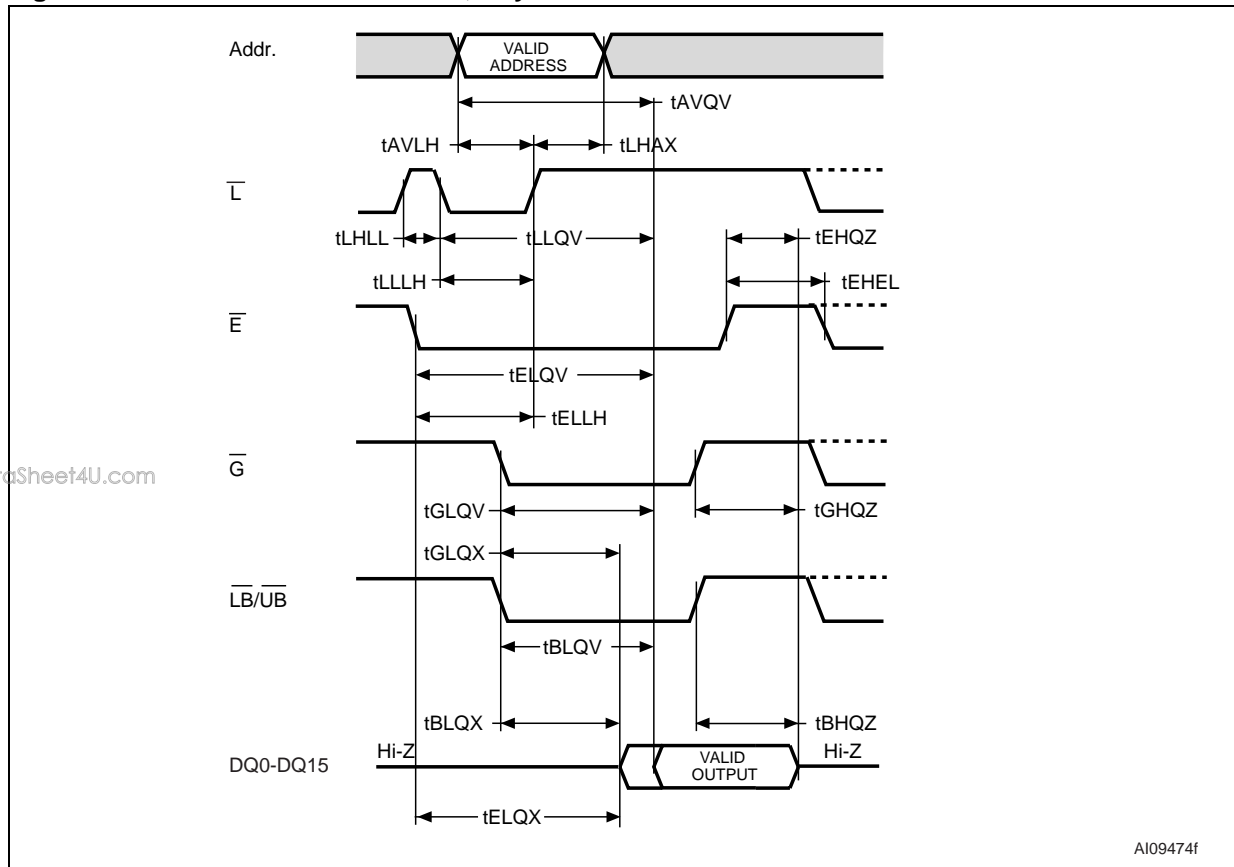 Addr.
VALID
ADDRESS
tAVQV
tAVLH
tLHAX
L
tLHLL
tLLQV
tEHQZ
tLLLH
tEHEL
E
tELQV
tELLH
G
aSheet4U.com
tGLQV
tGHQZ
tGLQX
LB/UB
tBLQV
tBLQX
tBHQZ
Hi-Z
VALID
OUTPUT
Hi-Z
DQ0-DQ15
tELQX
AI09474f